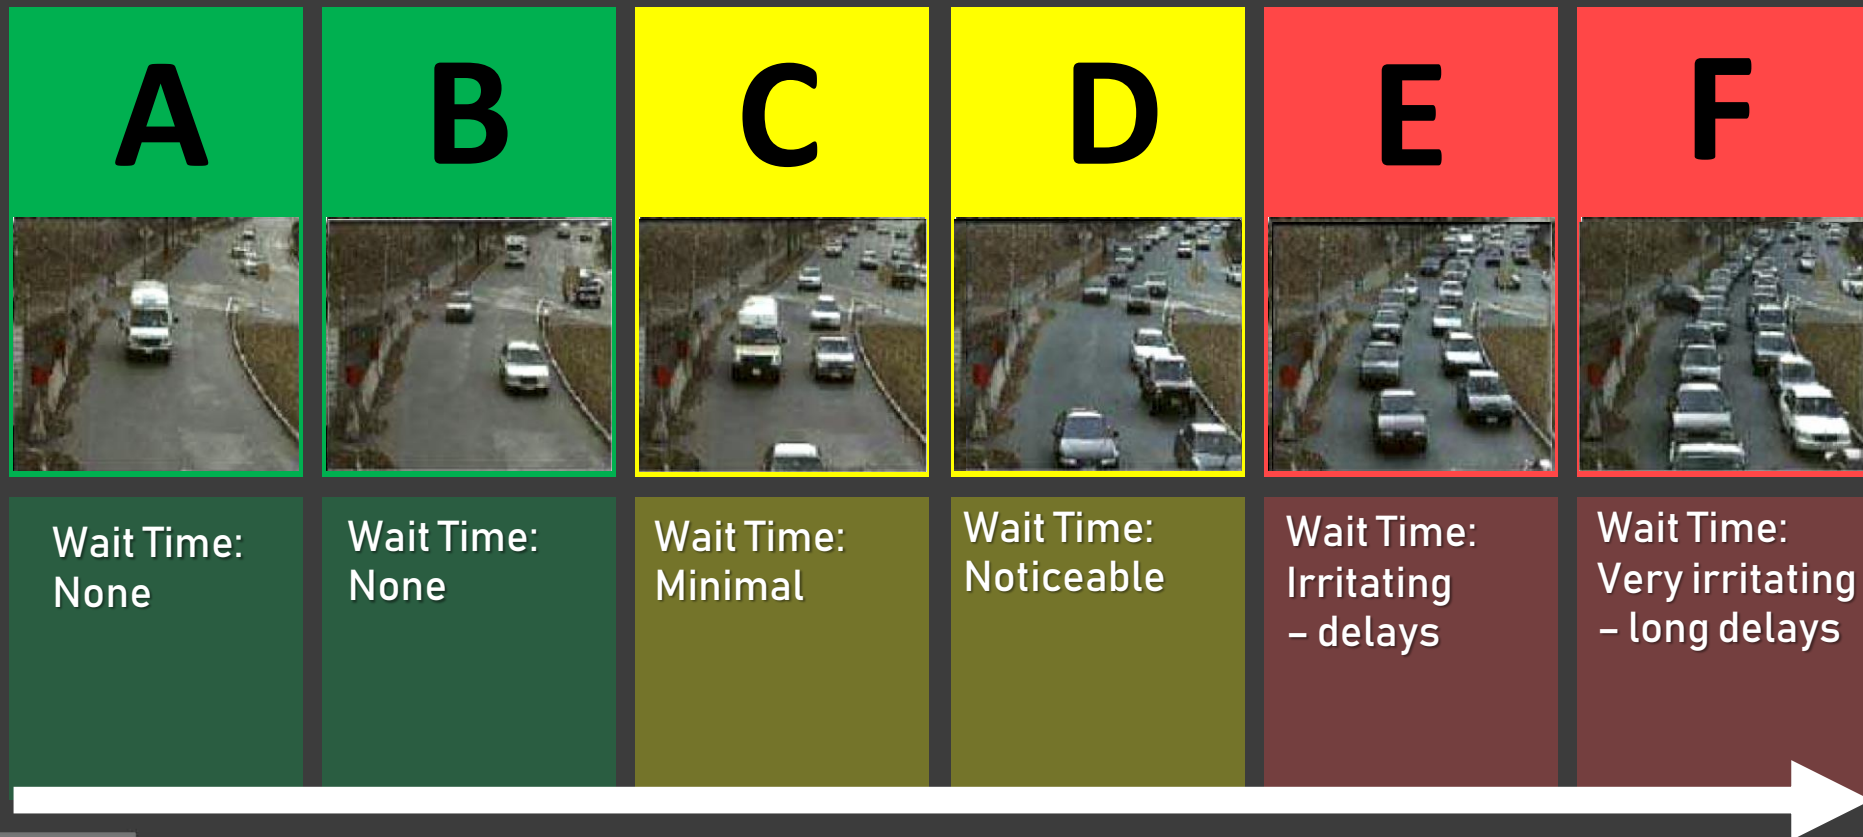 A
B
C
D
E
F
Wait Time:
None
Wait Time:
None
Wait Time:
Minimal
Wait Time:
Noticeable
Wait Time:
Irritating
– delays
Wait Time:
Very irritating
– long delays